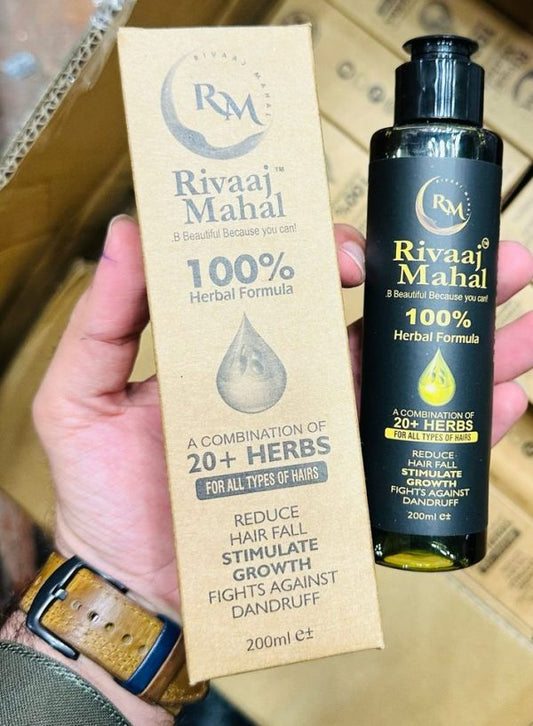 RIVAAJ MAHAL
RM
Rivaaj™
Mahal
.B Beautiful Because you can!
100%
Herbal Formula
A COMBINATION OF
20+ HERBS
FOR ALL TYPES OF HAIRS
REDUCE
HAIR FALL
STIMULATE
GROWTH
FIGHTS AGAINST
DANDRUFF
200ml e±
RIVAAJ MAHAL
RM
Rivaaj™
Mahal
.B Beautiful Because you can!
100%
Herbal Formula
A COMBINATION OF
20+ HERBS
FOR ALL TYPES OF HAIRS
REDUCE
HAIR FALL
STIMULATE
GROWTH
FIGHTS AGAINST
DANDRUFF
200ml e±